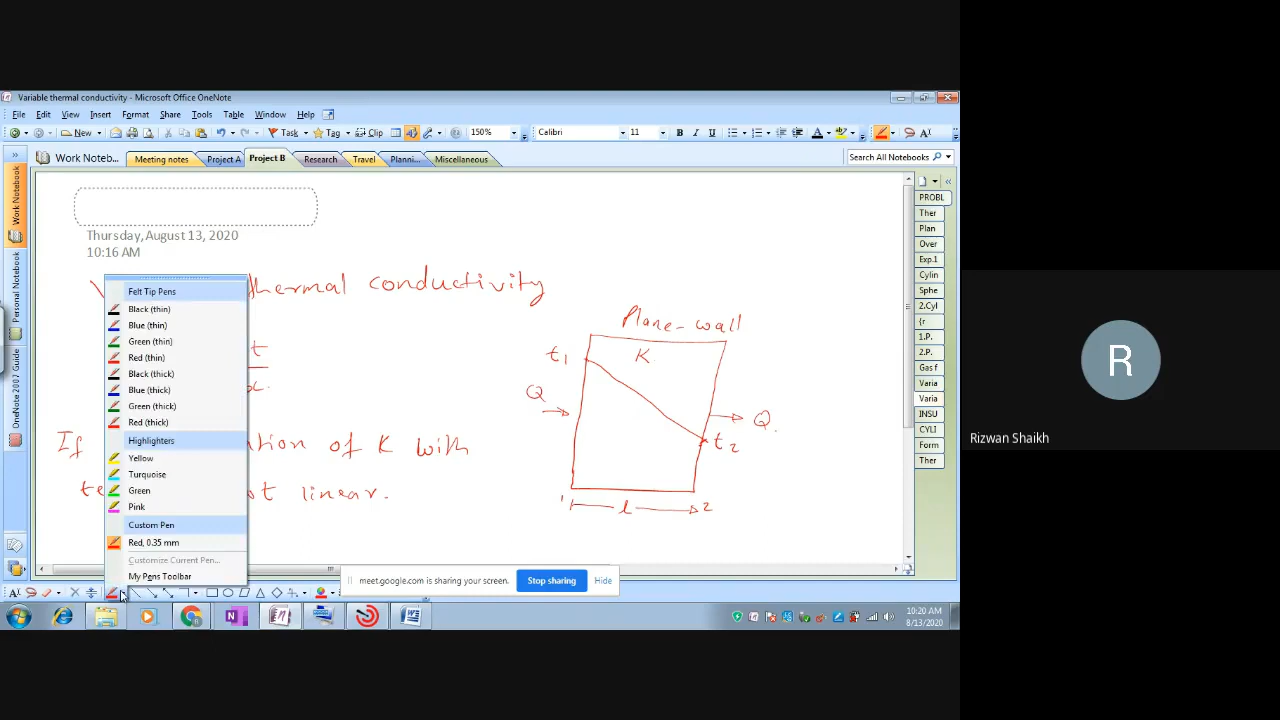 Variable thermal conductivity - Microsoft Office OneNote
File Edit View Insert Format Share Tools Table Window Help
New Task Tag Clip 150% Calibri 11 B I U
Work Noteb... Meeting notes Project A Project B Research Travel Planni... Miscellaneous Search All Notebooks
Work Notebook
Personal Notebook
OneNote 2007 Guide
Thursday, August 13, 2020
10:16 AM
thermal conductivity
Plane-wall
t1 K
Q
Q.
t2
1 l 2
t
x.
If ation of K with
te ot linear.
Felt Tip Pens
Black (thin)
Blue (thin)
Green (thin)
Red (thin)
Black (thick)
Blue (thick)
Green (thick)
Red (thick)
Highlighters
Yellow
Turquoise
Green
Pink
Custom Pen
Red, 0.35 mm
Customize Current Pen...
My Pens Toolbar
PROBL
Ther
Plan
Over
Exp.1
Cylin
Sphe
2.Cyl
{r
1.P.
2.P.
Gas f
Varia
Varia
INSU
CYLI
Form
Ther
meet.google.com is sharing your screen. Stop sharing Hide
10:20 AM
8/13/2020
R
Rizwan Shaikh